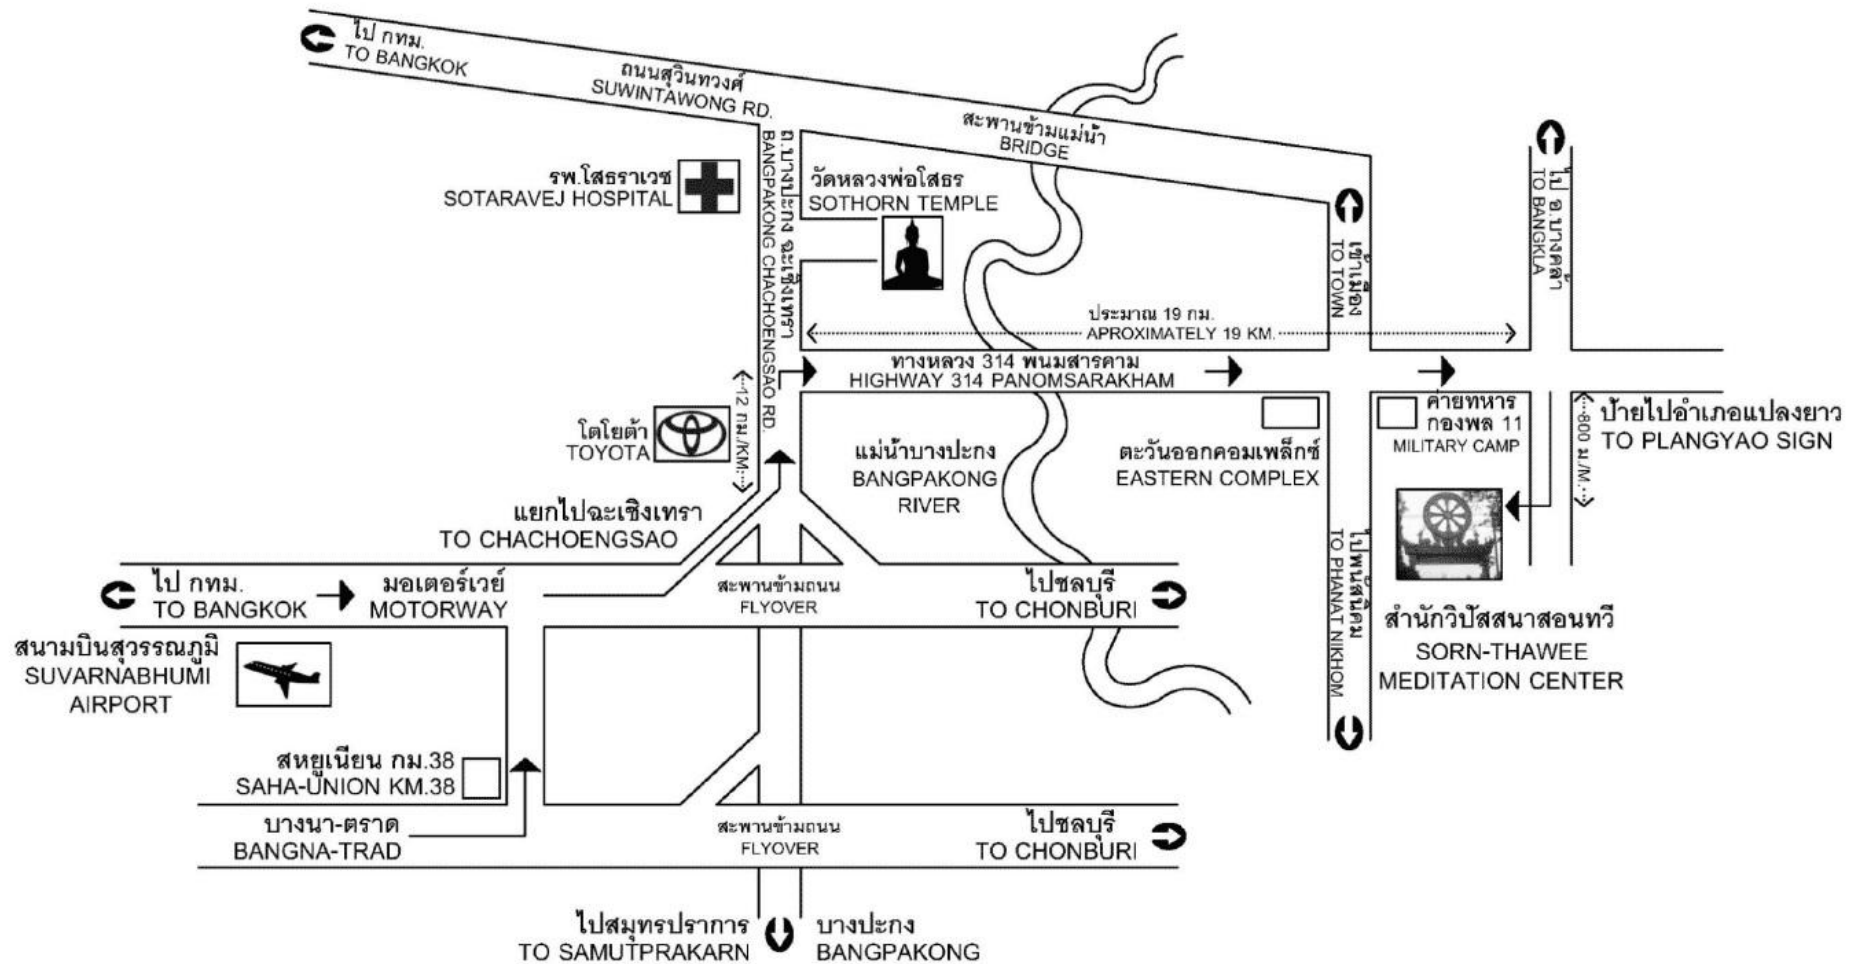 ไป กทม.
TO BANGKOK
ถนนสุวินทวงศ์
SUWINTAWONG RD.
สะพานข้ามแม่น้ำ
BRIDGE
รพ.โสธราเวช
SOTARAVEJ HOSPITAL
ถ.บางปะกง ฉะเชิงเทรา
BANGPAKONG CHACHOENGSAO RD.
วัดหลวงพ่อโสธร
SOTHORN TEMPLE
เข้าเมือง
TO TOWN
ไป อ.บางคล้า
TO BANGKLA
ประมาณ 19 กม.
APROXIMATELY 19 KM.
ทางหลวง 314 พนมสารคาม
HIGHWAY 314 PANOMSARAKHAM
12 กม./KM.
โตโยต้า
TOYOTA
แม่น้ำบางปะกง
BANGPAKONG
RIVER
ตะวันออกคอมเพล็กซ์
EASTERN COMPLEX
ค่ายทหาร
กองพล 11
MILITARY CAMP
800 ม./M.
ป้ายไปอำเภอแปลงยาว
TO PLANGYAO SIGN
แยกไปฉะเชิงเทรา
TO CHACHOENGSAO
ไป กทม.
TO BANGKOK
มอเตอร์เวย์
MOTORWAY
สะพานข้ามถนน
FLYOVER
ไปชลบุรี
TO CHONBURI
ไปพนัสนิคม
TO PHANAT NIKHOM
สำนักวิปัสสนาสอนทวี
SORN-THAWEE
MEDITATION CENTER
สนามบินสุวรรณภูมิ
SUVARNABHUMI
AIRPORT
สหยูเนี่ยน กม.38
SAHA-UNION KM.38
บางนา-ตราด
BANGNA-TRAD
สะพานข้ามถนน
FLYOVER
ไปชลบุรี
TO CHONBURI
ไปสมุทรปราการ
TO SAMUTPRAKARN
บางปะกง
BANGPAKONG